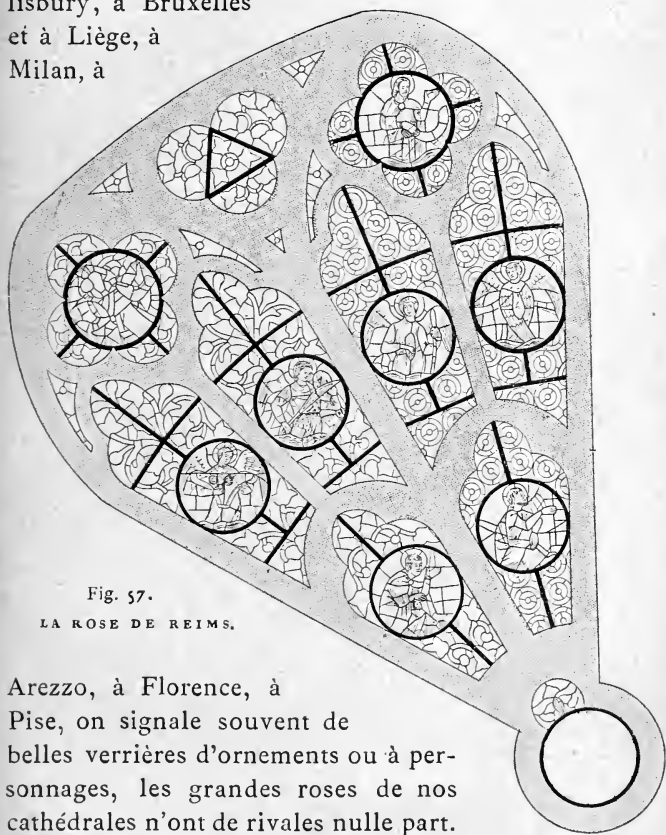 lisbury, à Bruxelles
et à Liège, à
Milan, à
Fig. 57.
LA ROSE DE REIMS.
Arezzo, à Florence, à
Pise, on signale souvent de
belles verrières d'ornements ou à per-
sonnages, les grandes roses de nos
cathédrales n'ont de rivales nulle part.